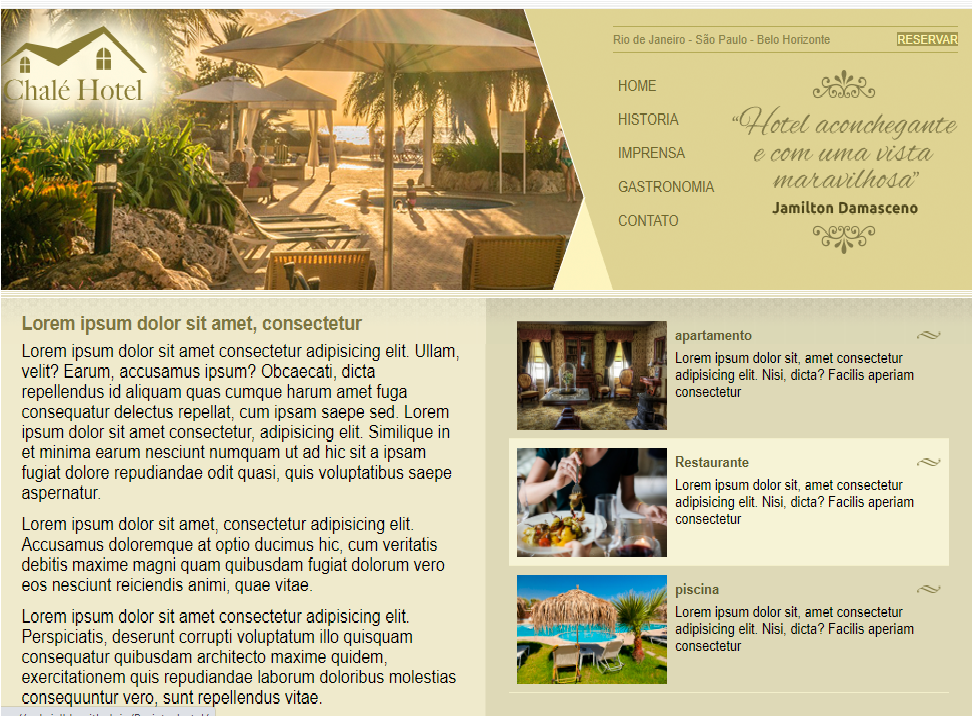 Chalé Hotel
Rio de Janeiro - São Paulo - Belo Horizonte
RESERVAR
HOME
HISTORIA
IMPRENSA
GASTRONOMIA
CONTATO
“Hotel aconchegante
e com uma vista
maravilhosa”
Jamilton Damasceno
Lorem ipsum dolor sit amet, consectetur
Lorem ipsum dolor sit amet consectetur adipisicing elit. Ullam,
velit? Earum, accusamus ipsum? Obcaecati, dicta
repellendus id aliquam quas cumque harum amet fuga
consequatur delectus repellat, cum ipsam saepe sed. Lorem
ipsum dolor sit amet consectetur, adipisicing elit. Similique in
et minima earum nesciunt numquam ut ad hic sit a ipsam
fugiat dolore repudiandae odit quasi, quis voluptatibus saepe
aspernatur.
Lorem ipsum dolor sit amet, consectetur adipisicing elit.
Accusamus doloremque at optio ducimus hic, cum veritatis
debitis maxime magni quam quibusdam fugiat dolorum vero
eos nesciunt reiciendis animi, quae vitae.
Lorem ipsum dolor sit amet consectetur adipisicing elit.
Perspiciatis, deserunt corrupti voluptatum illo quisquam
consequatur quibusdam architecto maxime quidem,
exercitationem quis repudiandae laborum doloribus molestias
consequuntur vero, sunt repellendus vitae.
apartamento
Lorem ipsum dolor sit, amet consectetur
adipisicing elit. Nisi, dicta? Facilis aperiam
consectetur
Restaurante
Lorem ipsum dolor sit, amet consectetur
adipisicing elit. Nisi, dicta? Facilis aperiam
consectetur
piscina
Lorem ipsum dolor sit, amet consectetur
adipisicing elit. Nisi, dicta? Facilis aperiam
consectetur